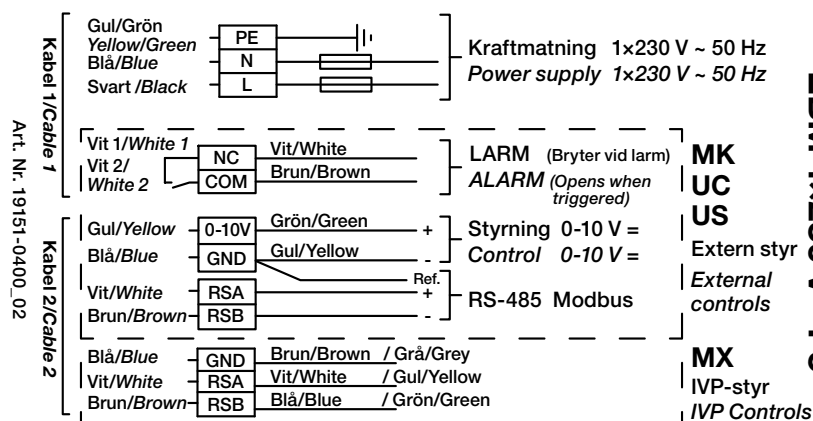 Gul/Grön
Yellow/Green
PE
Blå/Blue
N
Svart /Black
L
Kraftmatning 1×230 V ~ 50 Hz
Power supply 1×230 V ~ 50 Hz
Kabel 1/Cable 1
Art. Nr. 19151-0400_02
Vit 1/White 1
NC
Vit/White
Vit 2/
White 2
COM
Brun/Brown
LARM (Bryter vid larm)
ALARM (Opens when
triggered)
MK
UC
US
Extern styr
External
controls
Kabel 2/Cable 2
Gul/Yellow
0-10V
Grön/Green
+
Blå/Blue
GND
Gul/Yellow
-
Styrning 0-10 V =
Control 0-10 V =
Ref.
Vit/White
RSA
+
Brun/Brown
RSB
-
RS-485 Modbus
Blå/Blue
GND
Brun/Brown / Grå/Grey
Vit/White
RSA
Vit/White / Gul/Yellow
Brun/Brown
RSB
Blå/Blue / Grön/Green
MX
IVP-styr
IVP Controls